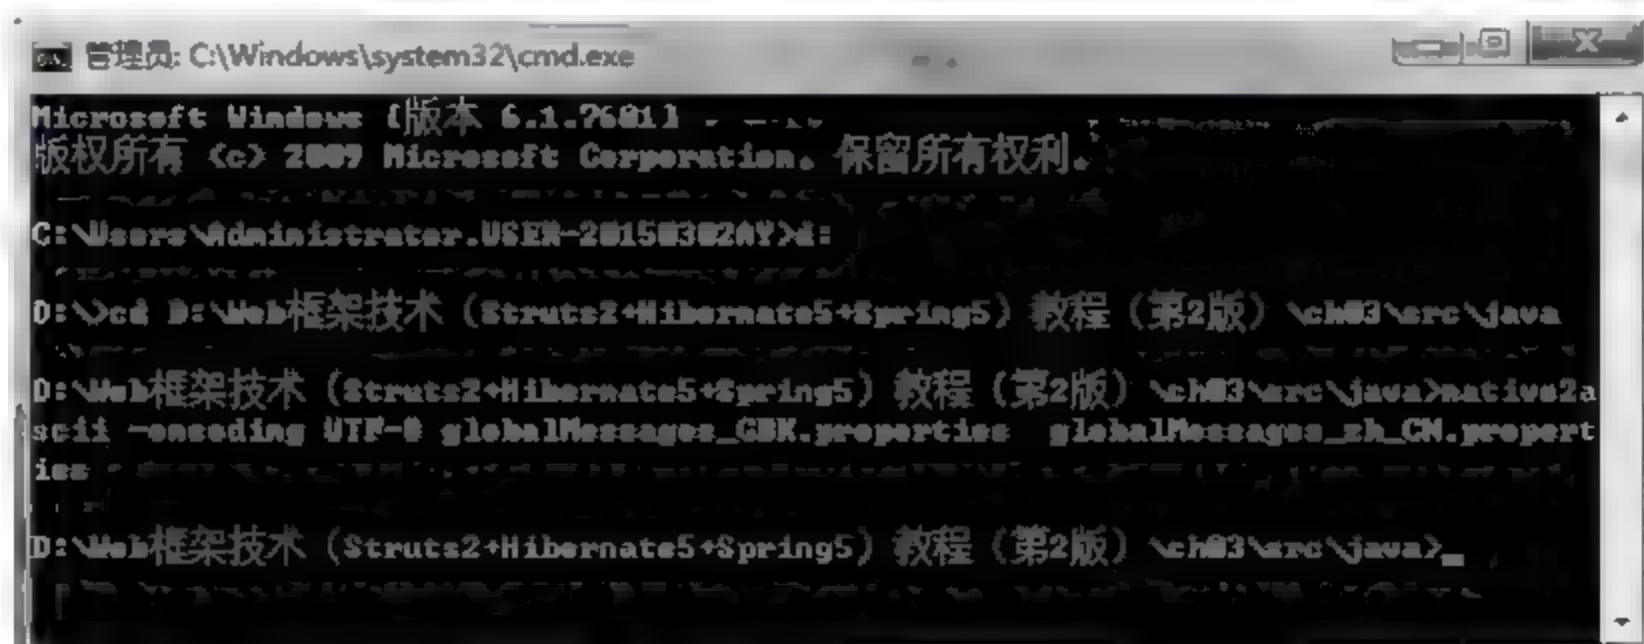 管理员: C:\Windows\system32\cmd.exe
Microsoft Windows [版本 6.1.7601]
版权所有 (c) 2009 Microsoft Corporation。保留所有权利。
C:\Users\Administrator.USER-20150302AY>d:
D:\>cd D:\Web框架技术（Struts2+Hibernate5+Spring5）教程（第2版）\ch03\src\java
D:\Web框架技术（Struts2+Hibernate5+Spring5）教程（第2版）\ch03\src\java>native2a
scii -encoding UTF-8 globalMessages_GBK.properties  globalMessages_zh_CN.propert
ies
D:\Web框架技术（Struts2+Hibernate5+Spring5）教程（第2版）\ch03\src\java>_